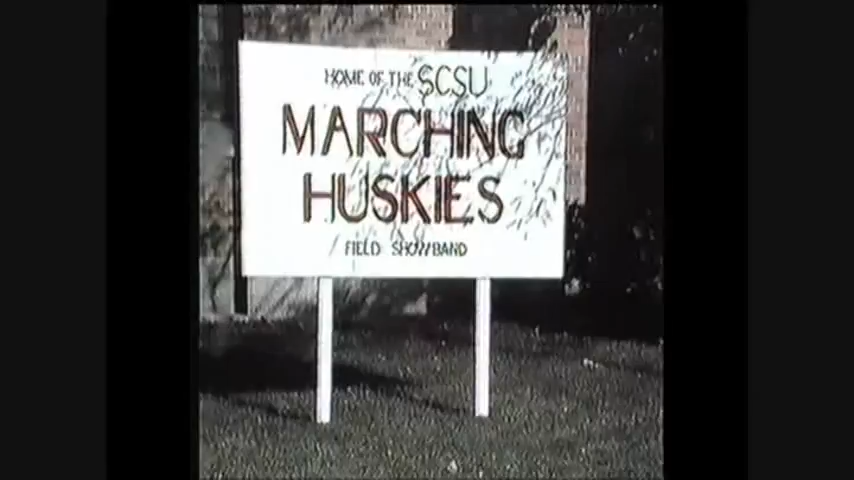 HOME OF THE SCSU
MARCHING
HUSKIES
FIELD SHOWBAND